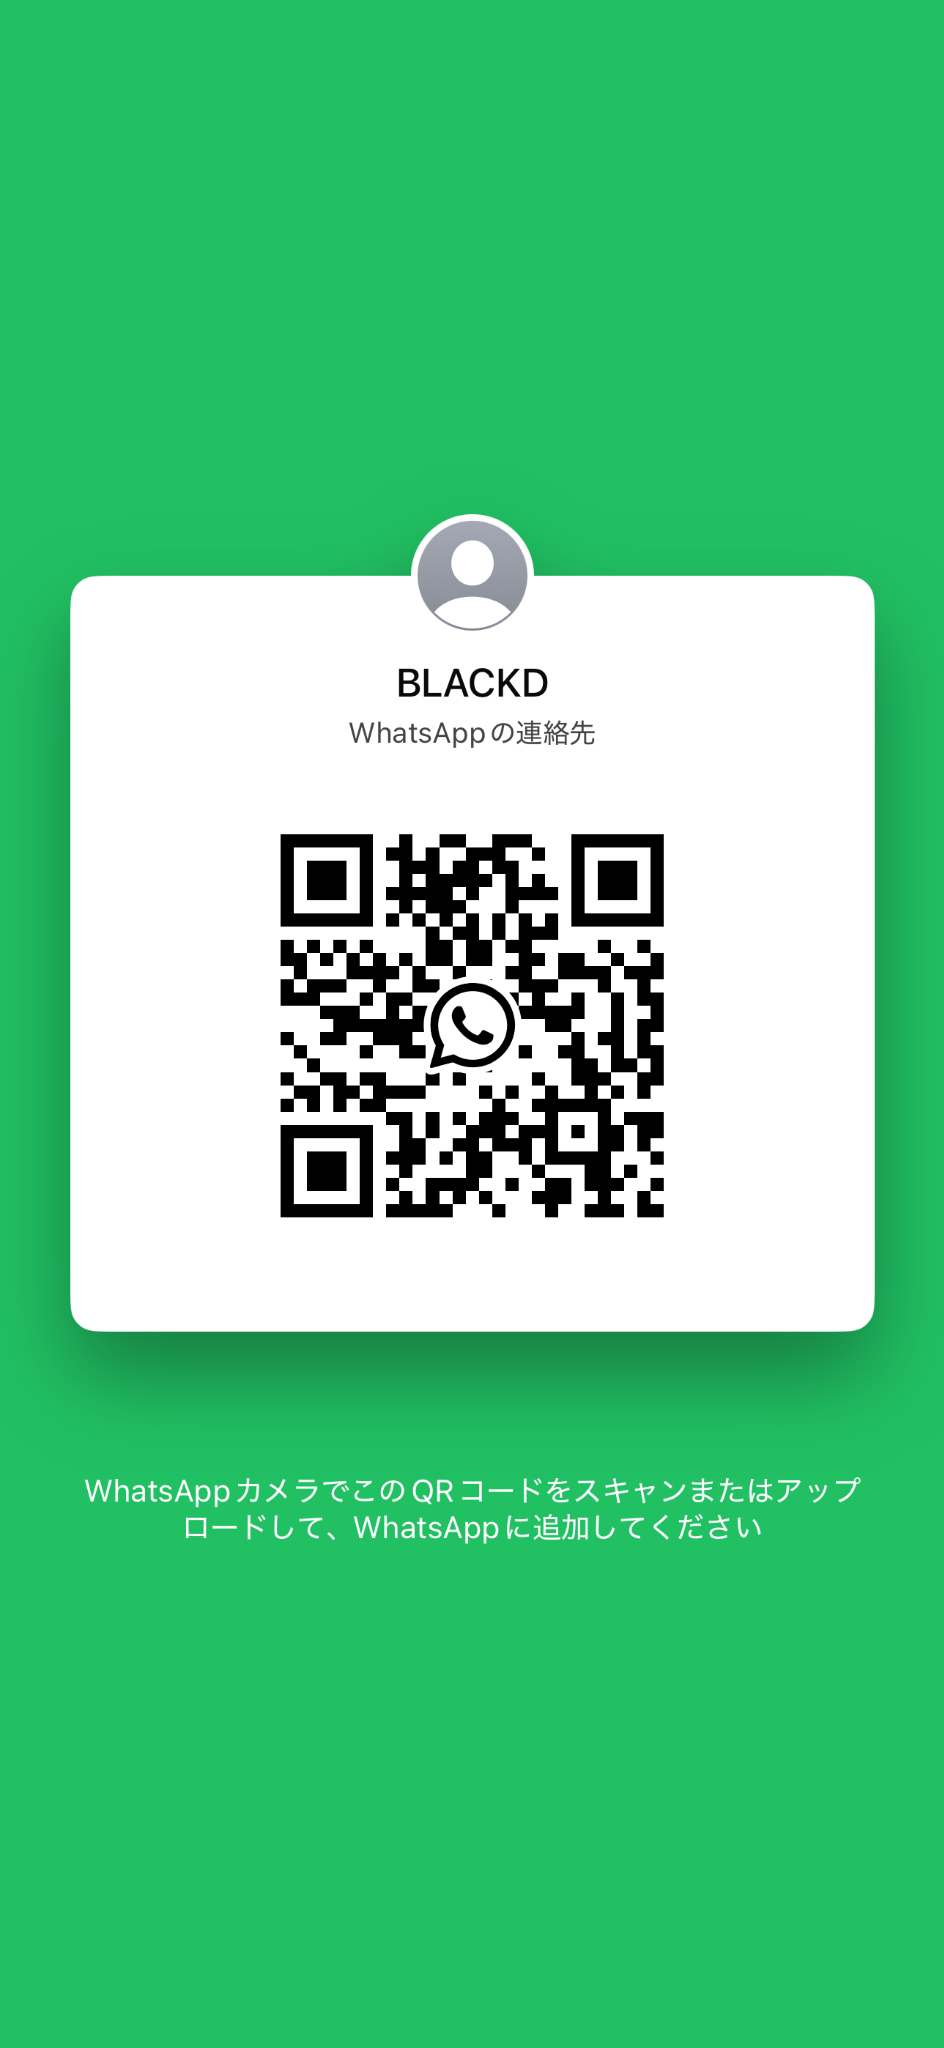 BLACKD
WhatsAppの連絡先
WhatsAppカメラでこのQRコードをスキャンまたはアップ
ロードして、WhatsAppに追加してください